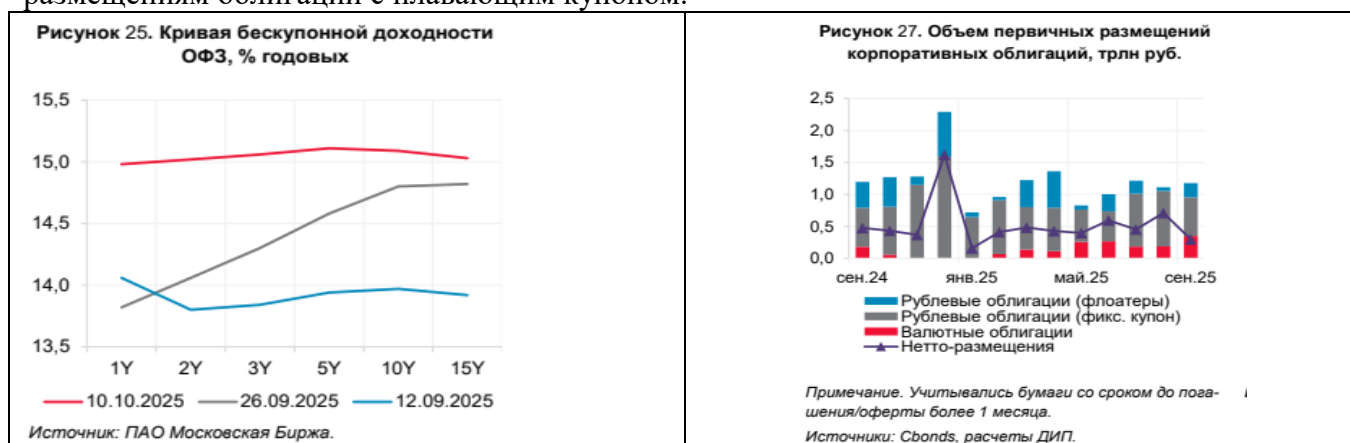 размещениям облигаций с плавающим купоном.
Рисунок 25. Кривая бескупонной доходности
ОФЗ, % годовых
15,5
15,0
14,5
14,0
13,5
1Y 2Y 3Y 5Y 10Y 15Y
10.10.2025 26.09.2025 12.09.2025
Источник: ПАО Московская Биржа.
Рисунок 27. Объем первичных размещений
корпоративных облигаций, трлн руб.
2,5
2,0
1,5
1,0
0,5
0,0
сен.24 янв.25 май.25 сен.25
Рублевые облигации (флоатеры)
Рублевые облигации (фикс. купон)
Валютные облигации
Нетто-размещения
Примечание. Учитывались бумаги со сроком до пога-
шения/оферты более 1 месяца.
Источники: Cbonds, расчеты ДИП.